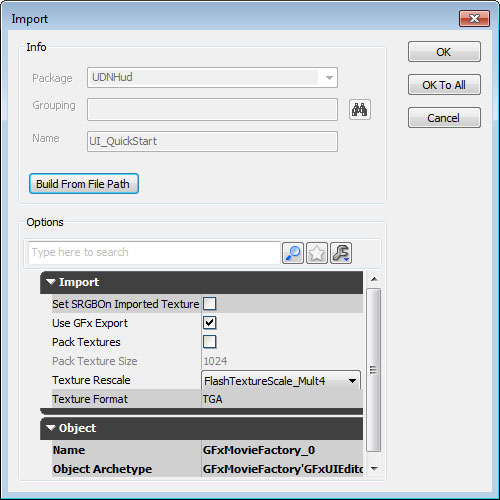 Import
Info
OK
Package UDNHud
OK To All
Grouping
Cancel
Name UI_QuickStart
Build From File Path
Options
Type here to search
Import
Set SRGBOn Imported Texture
Use GFx Export
Pack Textures
Pack Texture Size 1024
Texture Rescale FlashTextureScale_Mult4
Texture Format TGA
Object
Name GFxMovieFactory_0
Object Archetype GFxMovieFactory'GFxUIEdito